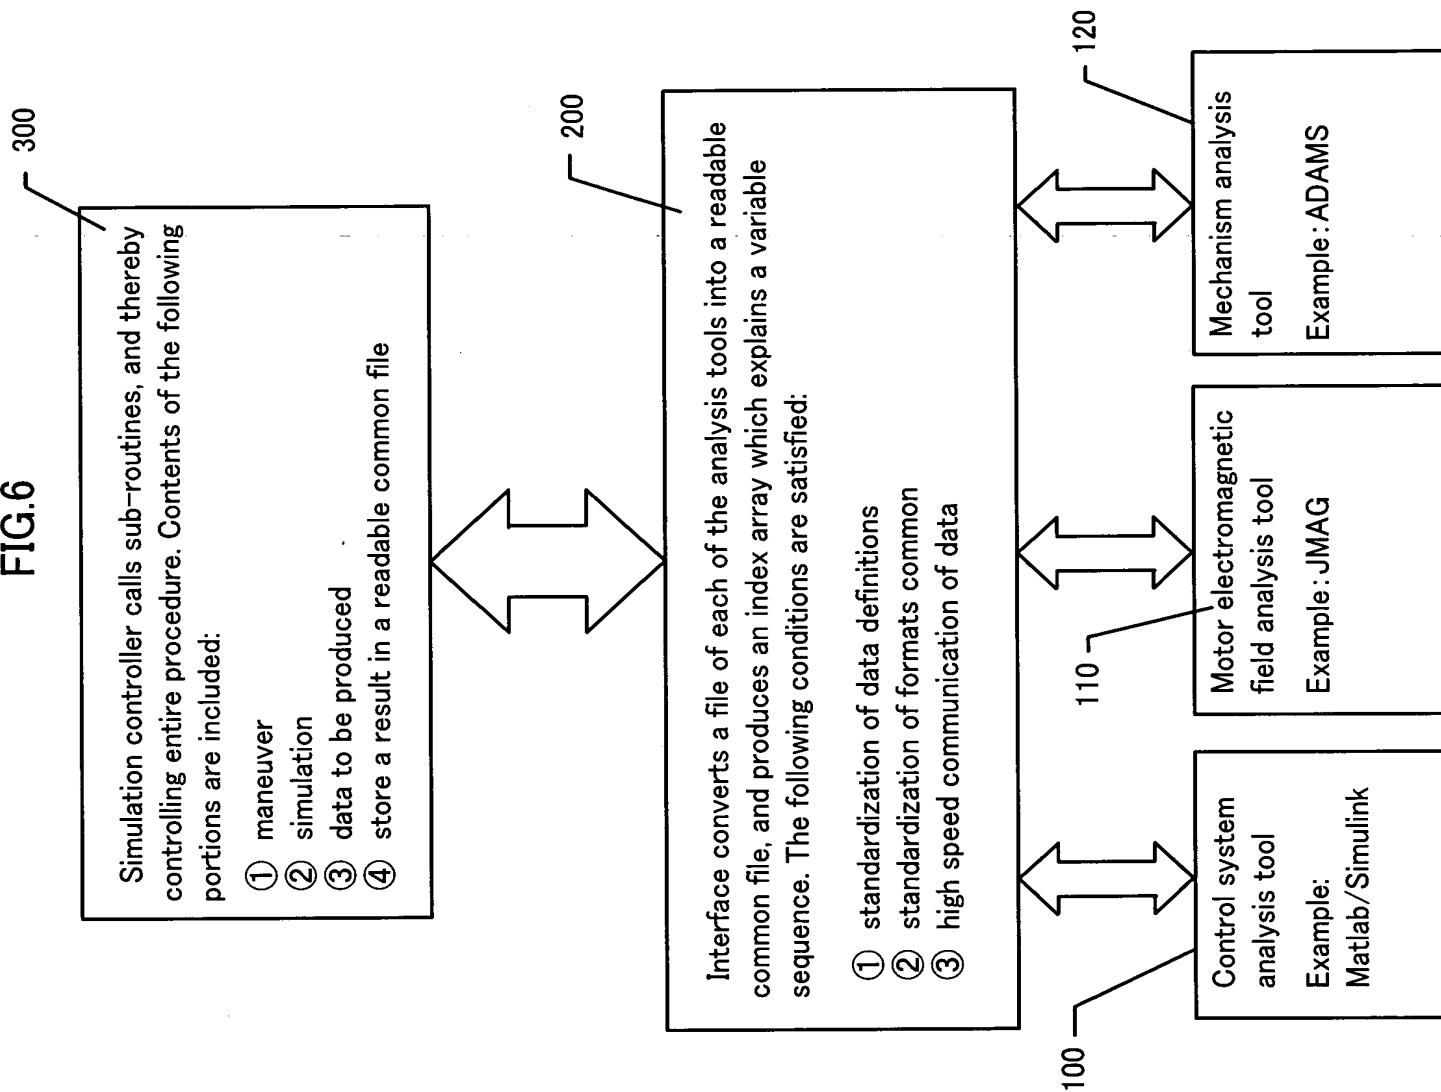 FIG.6
300
Simulation controller calls sub-routines, and thereby
controlling entire procedure. Contents of the following
portions are included:
① maneuver
② simulation
③ data to be produced
④ store a result in a readable common file
200
Interface converts a file of each of the analysis tools into a readable
common file, and produces an index array which explains a variable
sequence. The following conditions are satisfied:
① standardization of data definitions
② standardization of formats common
③ high speed communication of data
100
Control system
analysis tool
Example:
Matlab/Simulink
110
Motor electromagnetic
field analysis tool
Example:JMAG
120
Mechanism analysis
tool
Example:ADAMS